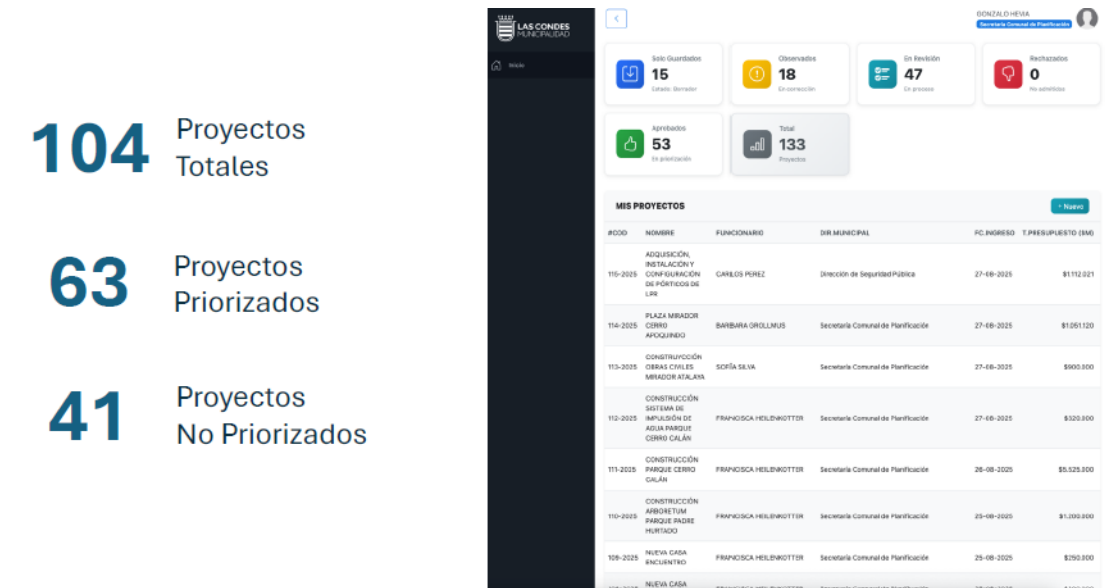 104
Proyectos
Totales
63
Proyectos
Priorizados
41
Proyectos
No Priorizados
LAS CONDES
MUNICIPALIDAD
Inicio
GONZALO HEVIA
Secretaría Comunal de Planificación
Solo Guardados
15
Estado: Borrador
Observados
18
En corrección
En Revisión
47
En proceso
Rechazados
0
No admitidos
Aprobados
53
En priorización
Total
133
Proyectos
MIS PROYECTOS
+ Nuevo
#COD NOMBRE FUNCIONARIO DIR.MUNICIPAL FC.INGRESO T.PRESUPUESTO ($M)
ADQUISICIÓN,
INSTALACIÓN Y
115-2025 CONFIGURACIÓN CARLOS PEREZ Dirección de Seguridad Pública 27-08-2025 $1.112.021
DE PÓRTICOS DE
LPR
PLAZA MIRADOR
114-2025 CERRO BARBARA GROLLMUS Secretaría Comunal de Planificación 27-08-2025 $1.051.120
APOQUINDO
CONSTRUYCCIÓN
113-2025 OBRAS CIVILES SOFÍA SILVA Secretaría Comunal de Planificación 27-08-2025 $900.000
MIRADOR ATALAYA
CONSTRUCCIÓN
SISTEMA DE
112-2025 IMPULSIÓN DE FRANCISCA HEILENKOTTER Secretaría Comunal de Planificación 27-08-2025 $320.000
AGUA PARQUE
CERRO CALÁN
CONSTRUCCIÓN
111-2025 PARQUE CERRO FRANCISCA HEILENKOTTER Secretaría Comunal de Planificación 26-08-2025 $5.525.000
CALÁN
CONSTRUCCIÓN
ARBORETUM
110-2025 PARQUE PADRE FRANCISCA HEILENKOTTER Secretaría Comunal de Planificación 25-08-2025 $1.200.000
HURTADO
NUEVA CASA
109-2025 ENCUENTRO FRANCISCA HEILENKOTTER Secretaría Comunal de Planificación 25-08-2025 $250.000
NUEVA CASA